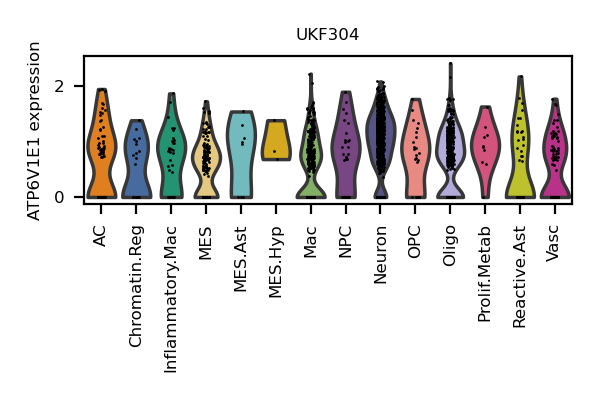 UKF304
ATP6V1E1 expression
2
0
AC
Chromatin.Reg
Inflammatory.Mac
MES
MES.Ast
MES.Hyp
Mac
NPC
Neuron
OPC
Oligo
Prolif.Metab
Reactive.Ast
Vasc